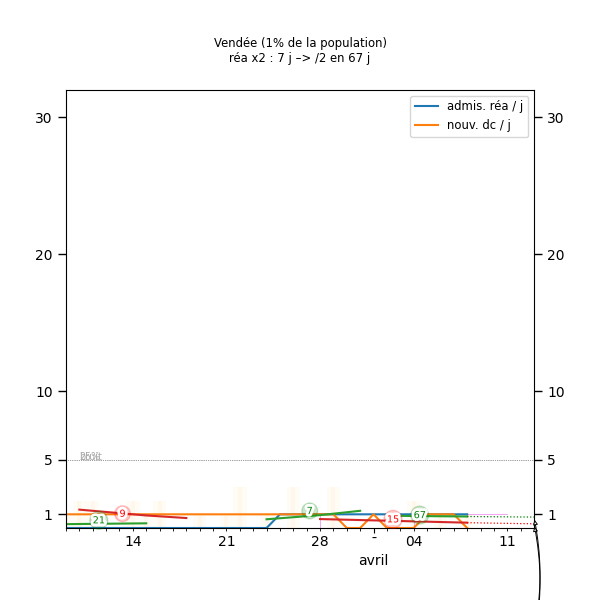 Vendée (1% de la population)
réa x2 : 7 j –> /2 en 67 j
admis. réa / j
nouv. dc / j
30 30
20 20
10 10
5 5
1 1
21 9 7 15 67
14 21 28 - 04 11
avril